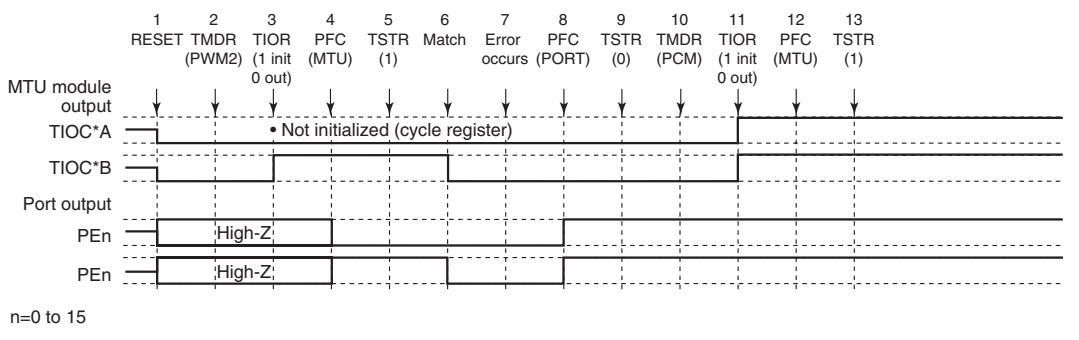 1 2 3 4 5 6 7 8 9 10 11 12 13
RESET TMDR TIOR PFC TSTR Match Error PFC TSTR TMDR TIOR PFC TSTR
(PWM2) (1 init (MTU) (1) occurs (PORT) (0) (PCM) (1 init (MTU) (1)
0 out) 0 out)
MTU module
output
TIOC*A
• Not initialized (cycle register)
TIOC*B
Port output
PEn
High-Z
PEn
High-Z
n=0 to 15